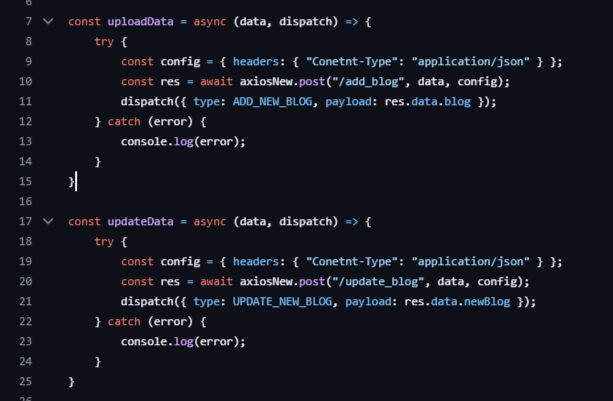 7 const uploadData = async (data, dispatch) => {
8 try {
9 const config = { headers: { "Conetnt-Type": "application/json" } };
10 const res = await axiosNew.post("/add_blog", data, config);
11 dispatch({ type: ADD_NEW_BLOG, payload: res.data.blog });
12 } catch (error) {
13 console.log(error);
14 }
15 }
16
17 const updateData = async (data, dispatch) => {
18 try {
19 const config = { headers: { "Conetnt-Type": "application/json" } };
20 const res = await axiosNew.post("/update_blog", data, config);
21 dispatch({ type: UPDATE_NEW_BLOG, payload: res.data.newBlog });
22 } catch (error) {
23 console.log(error);
24 }
25 }